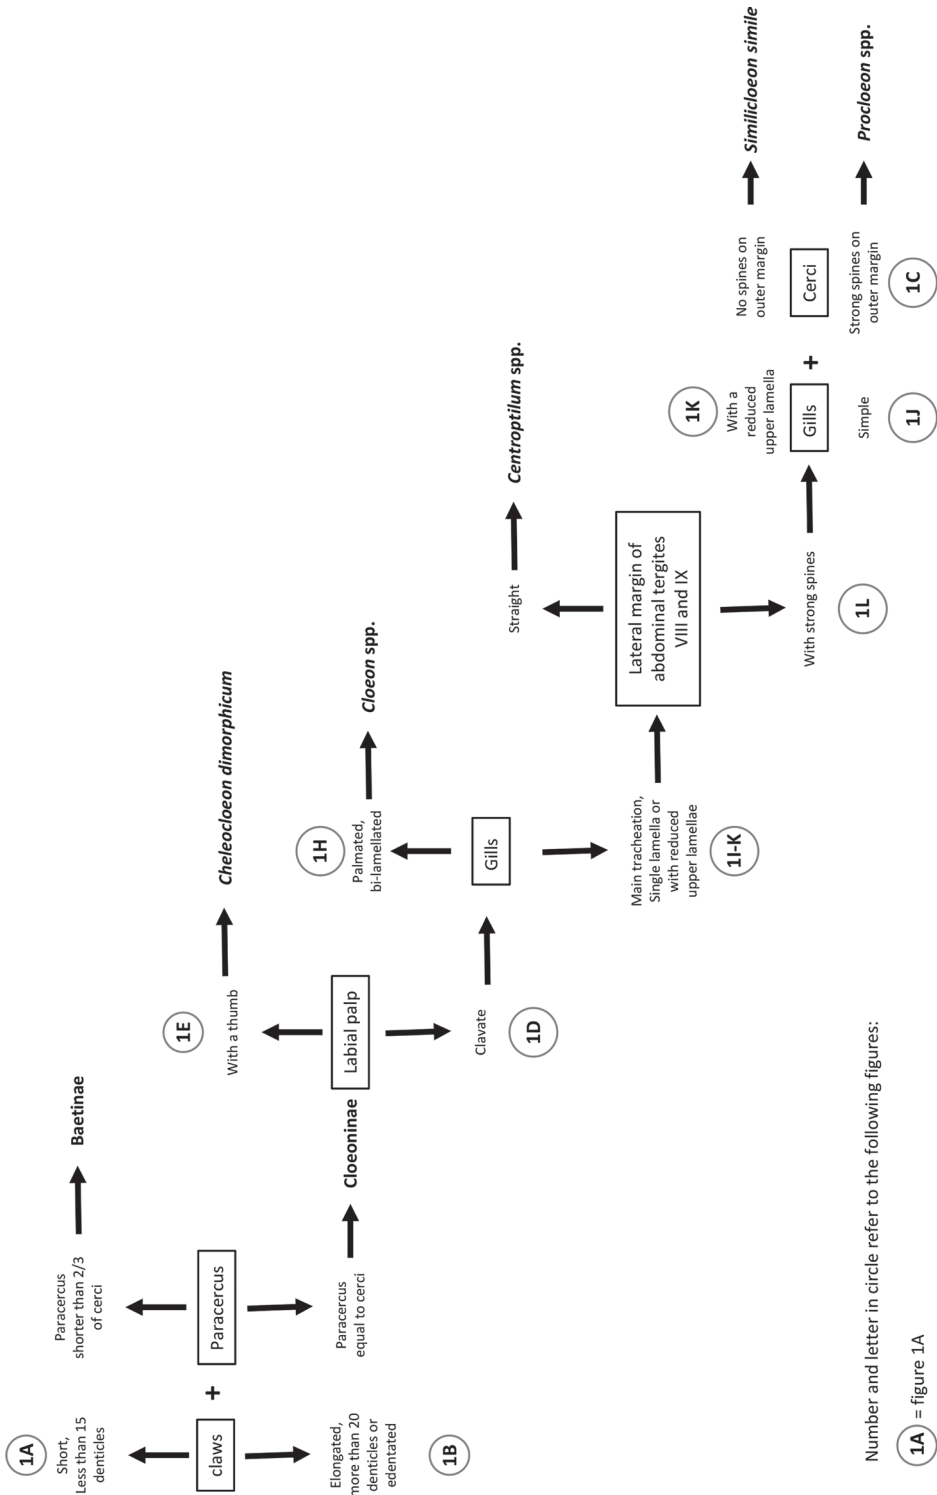 1A
Short,
Less than 15
denticles
claws
Elongated,
more than 20
denticles or
edentated
1B
+
Paracercus
shorter than 2/3
of cerci
Paracercus
Paracercus
equal to cerci
Baetinae
Cloeoninae
1E
With a thumb
Labial palp
Clavate
1D
Cheleocloeon dimorphicum
1H
Palmated,
bi-lamellated
Gills
Main tracheation,
Single lamella or
with reduced
upper lamellae
1I-K
Cloeon spp.
Straight
Lateral margin of
abdominal tergites
VIII and IX
With strong spines
1L
Centroptilum spp.
1K
With a
reduced
upper lamella
Gills
Simple
1J
+
No spines on
outer margin
Cerci
Strong spines on
outer margin
1C
Similicloeon simile
Procloeon spp.
Number and letter in circle refer to the following figures:
1A = figure 1A